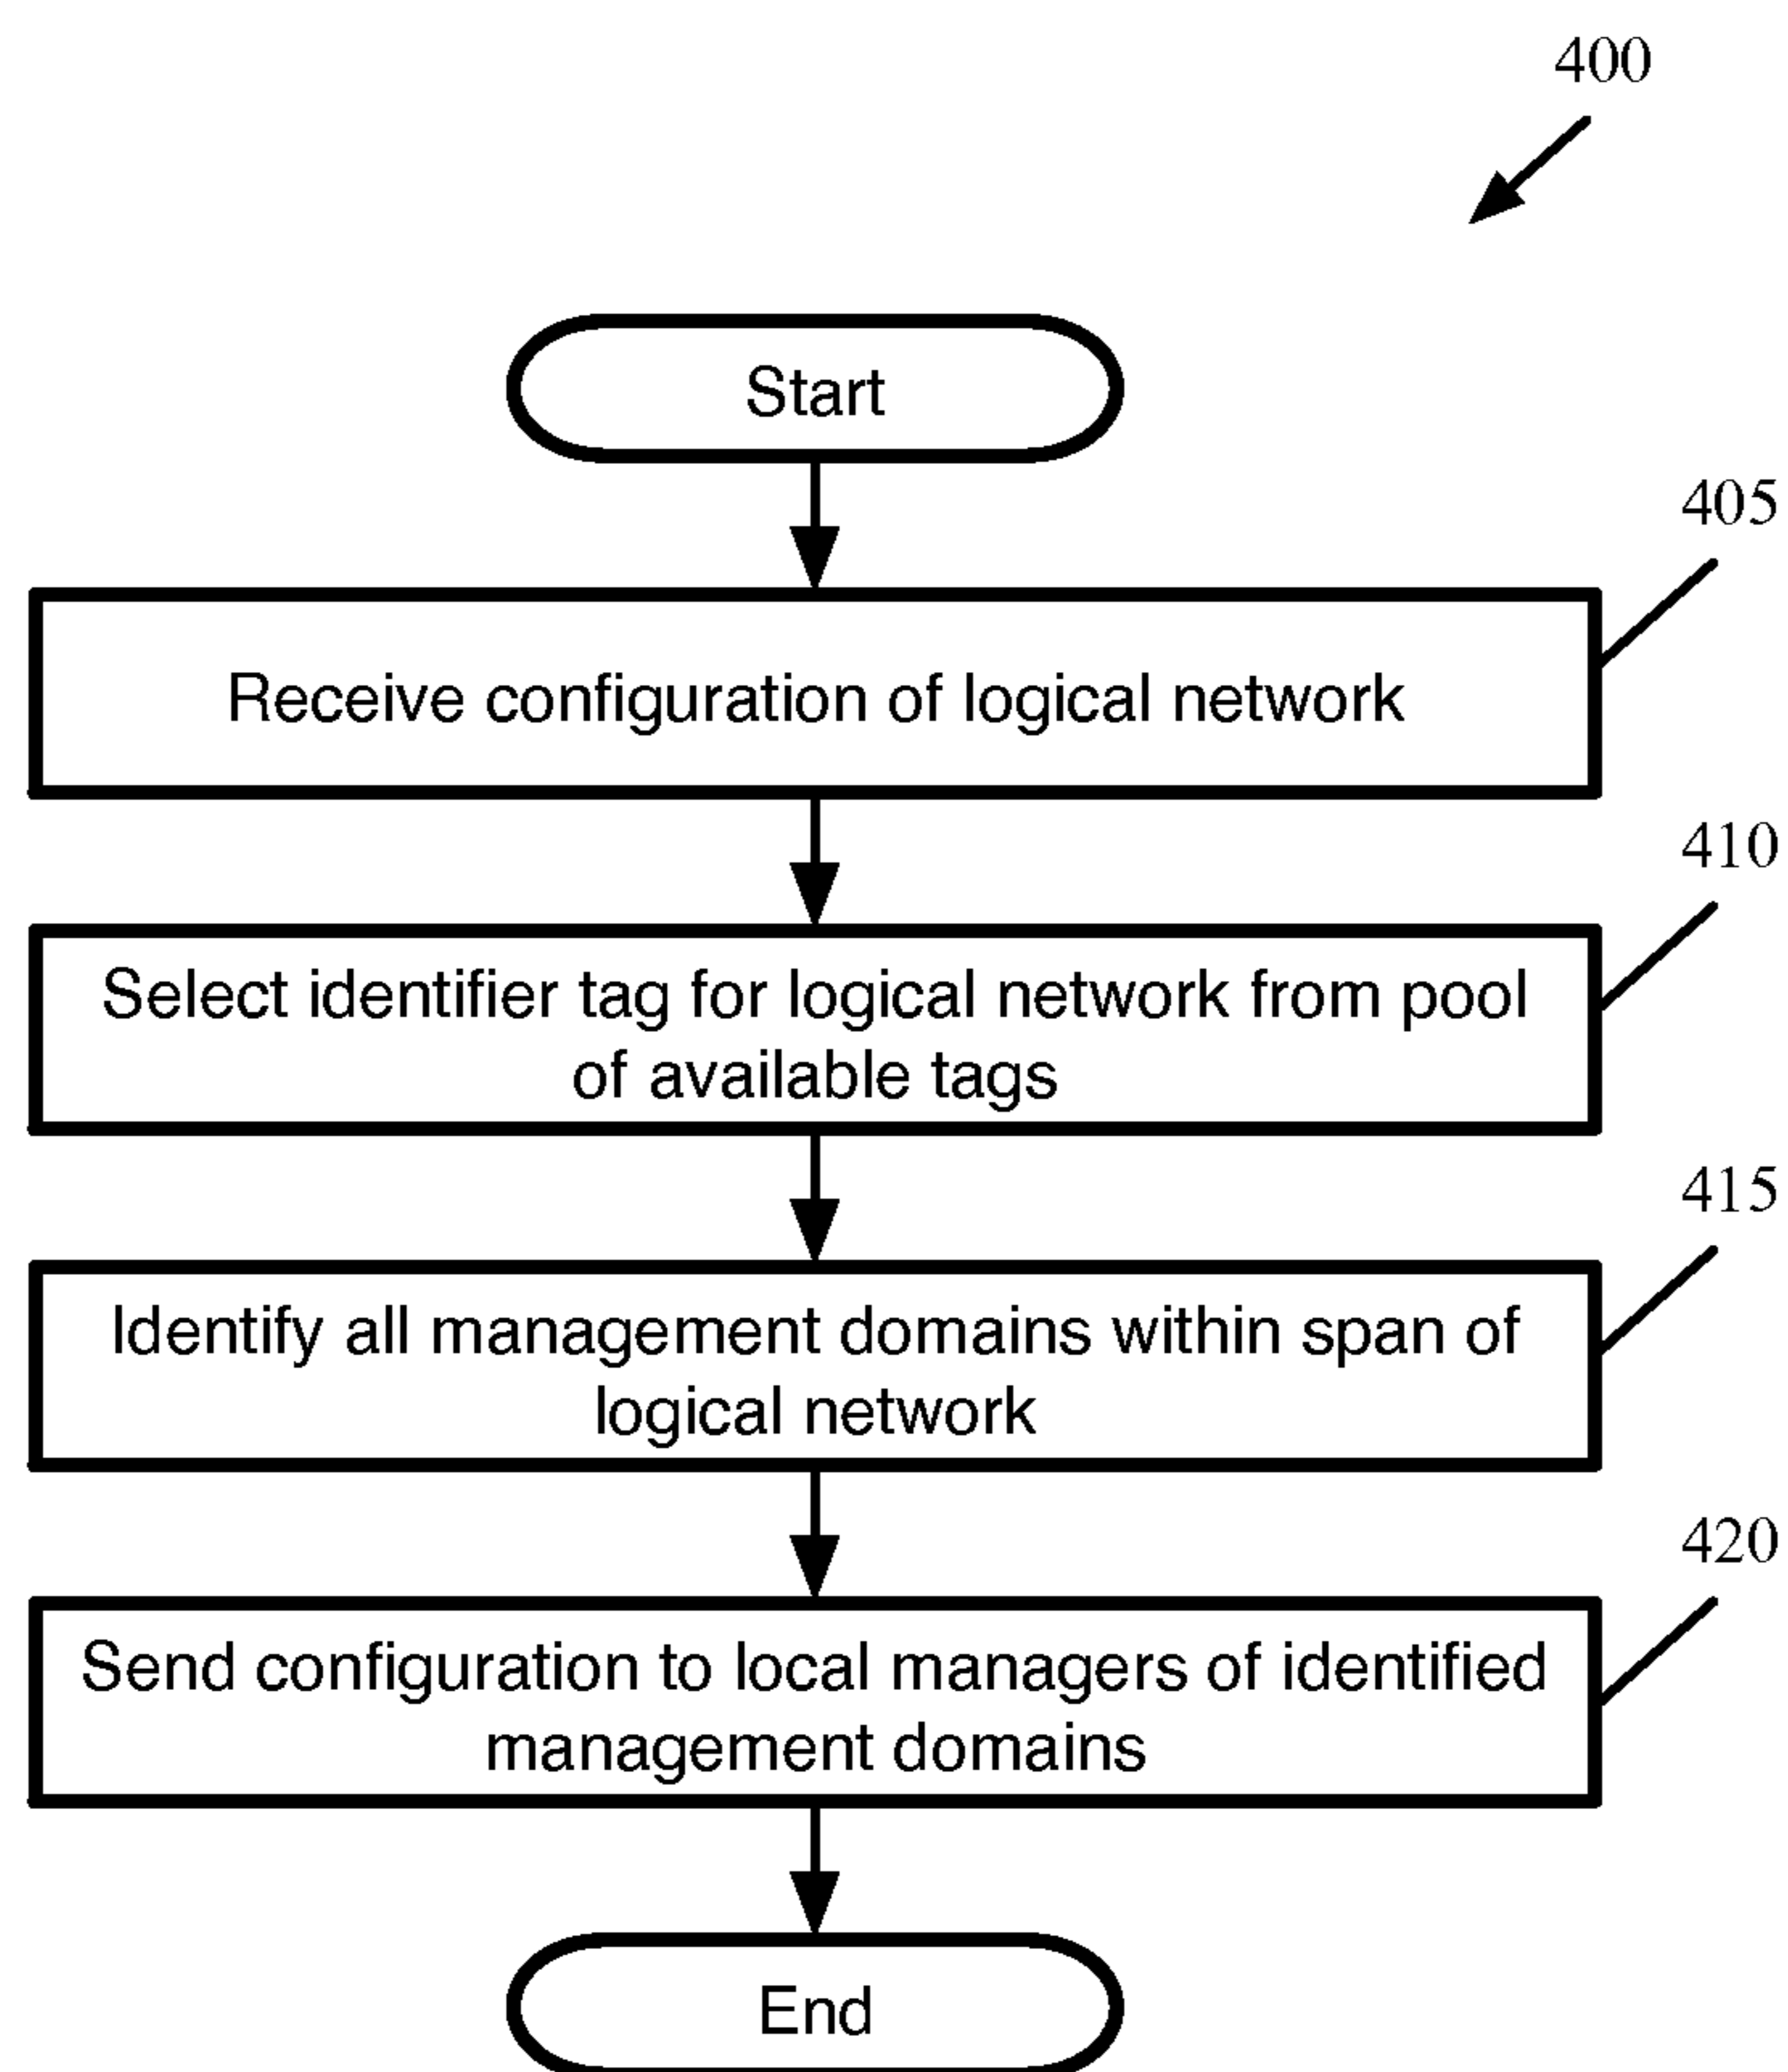 400
Start
405
Receive configuration of logical network
410
Select identifier tag for logical network from pool
of available tags
415
Identify all management domains within span of
logical network
420
Send configuration to local managers of identified
management domains
End